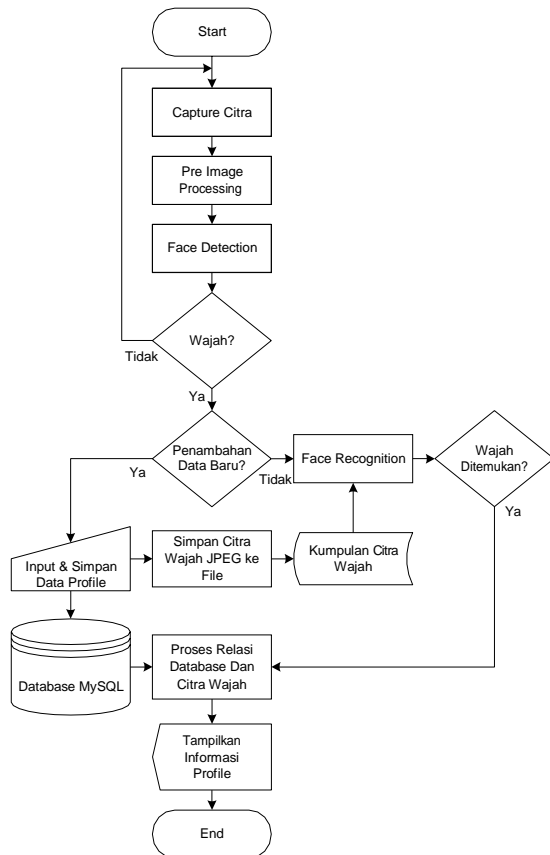 Start
Capture Citra
Pre Image
Processing
Face Detection
Wajah?
Tidak
Ya
Penambahan
Data Baru?
Ya
Tidak
Face Recognition
Wajah
Ditemukan?
Ya
Input & Simpan
Data Profile
Simpan Citra
Wajah JPEG ke
File
Kumpulan Citra
Wajah
Database MySQL
Proses Relasi
Database Dan
Citra Wajah
Tampilkan
Informasi
Profile
End